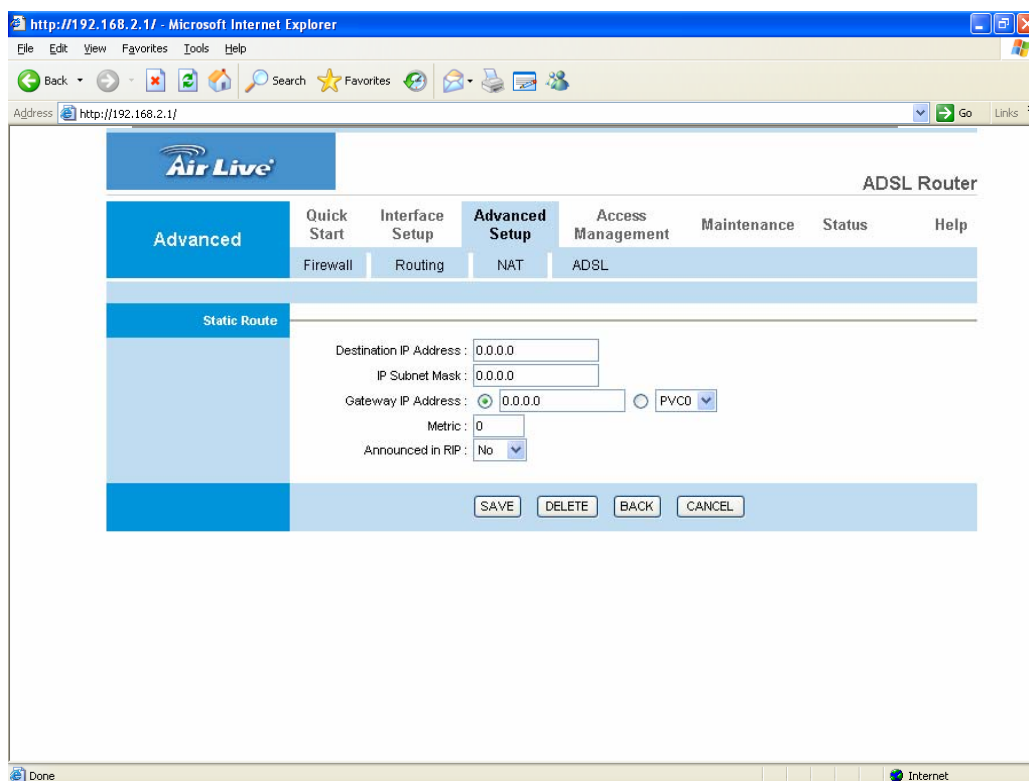 http://192.168.2.1/ - Microsoft Internet Explorer
File Edit View Favorites Tools Help
Back Search Favorites
Address http://192.168.2.1/ Go Links
Air Live
ADSL Router
Advanced
Quick Start Interface Setup Advanced Setup Access Management Maintenance Status Help
Firewall Routing NAT ADSL
Static Route
Destination IP Address : 0.0.0.0
IP Subnet Mask : 0.0.0.0
Gateway IP Address : 0.0.0.0 PVC0
Metric : 0
Announced in RIP : No
SAVE DELETE BACK CANCEL
Done Internet